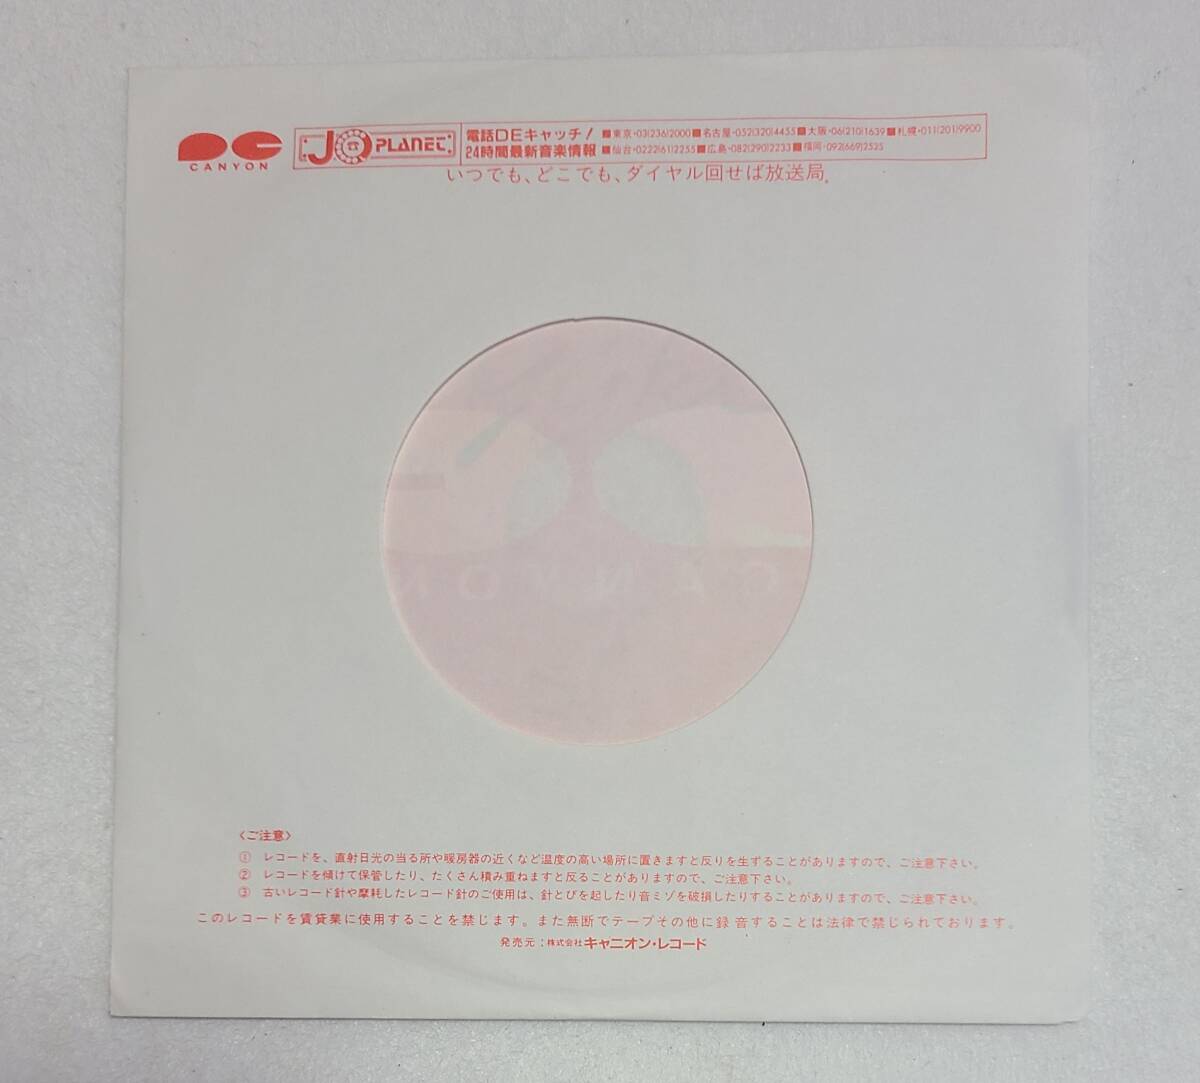 CANYON
JO PLANET
電話DEキャッチ!
24時間最新音楽情報
■東京・03(236)2000■名古屋・052(320)4455■大阪・06(210)1639■札幌・011(201)9900
■仙台・0222(61)2255■広島・082(290)2233■福岡・092(669)2525
いつでも、どこでも、ダイヤル回せば放送局。
CANYON
〈ご注意〉
① レコードを、直射日光の当る所や暖房器の近くなど温度の高い場所に置きますと反りを生ずることがありますので、ご注意下さい。
② レコードを傾けて保管したり、たくさん積み重ねますと反ることがありますので、ご注意下さい。
③ 古いレコード針や摩耗したレコード針のご使用は、針とびを起したり音ミゾを破損したりすることがありますので、ご注意下さい。
このレコードを賃貸業に使用することを禁じます。また無断でテープその他に録音することは法律で禁じられております。
発売元:株式会社キャニオン・レコード